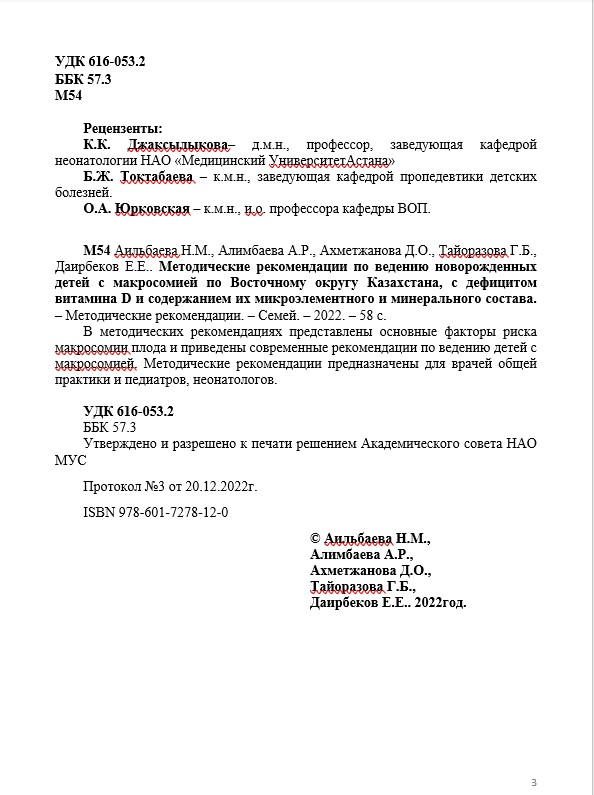 УДК 616-053.2
ББК 57.3
М54
Рецензенты:
К.К. Джаксылыкова– д.м.н., профессор, заведующая кафедрой
неонатологии НАО «Медицинский УниверситетАстана»
Б.Ж. Токтабаева – к.м.н., заведующая кафедрой пропедевтики детских
болезней.
О.А. Юрковская – к.м.н., и.о. профессора кафедры ВОП.
М54 Аильбаева Н.М., Алимбаева А.Р., Ахметжанова Д.О., Тайоразова Г.Б.,
Даирбеков Е.Е.. Методические рекомендации по ведению новорожденных
детей с макросомией по Восточному округу Казахстана, с дефицитом
витамина D и содержанием их микроэлементного и минерального состава.
– Методические рекомендации. – Семей. – 2022. – 58 с.
В методических рекомендациях представлены основные факторы риска
макросомии плода и приведены современные рекомендации по ведению детей с
макросомией. Методические рекомендации предназначены для врачей общей
практики и педиатров, неонатологов.
УДК 616-053.2
ББК 57.3
Утверждено и разрешено к печати решением Академического совета НАО
МУС
Протокол №3 от 20.12.2022г.
ISBN 978-601-7278-12-0
© Аильбаева Н.М.,
Алимбаева А.Р.,
Ахметжанова Д.О.,
Тайоразова Г.Б.,
Даирбеков Е.Е.. 2022год.
3